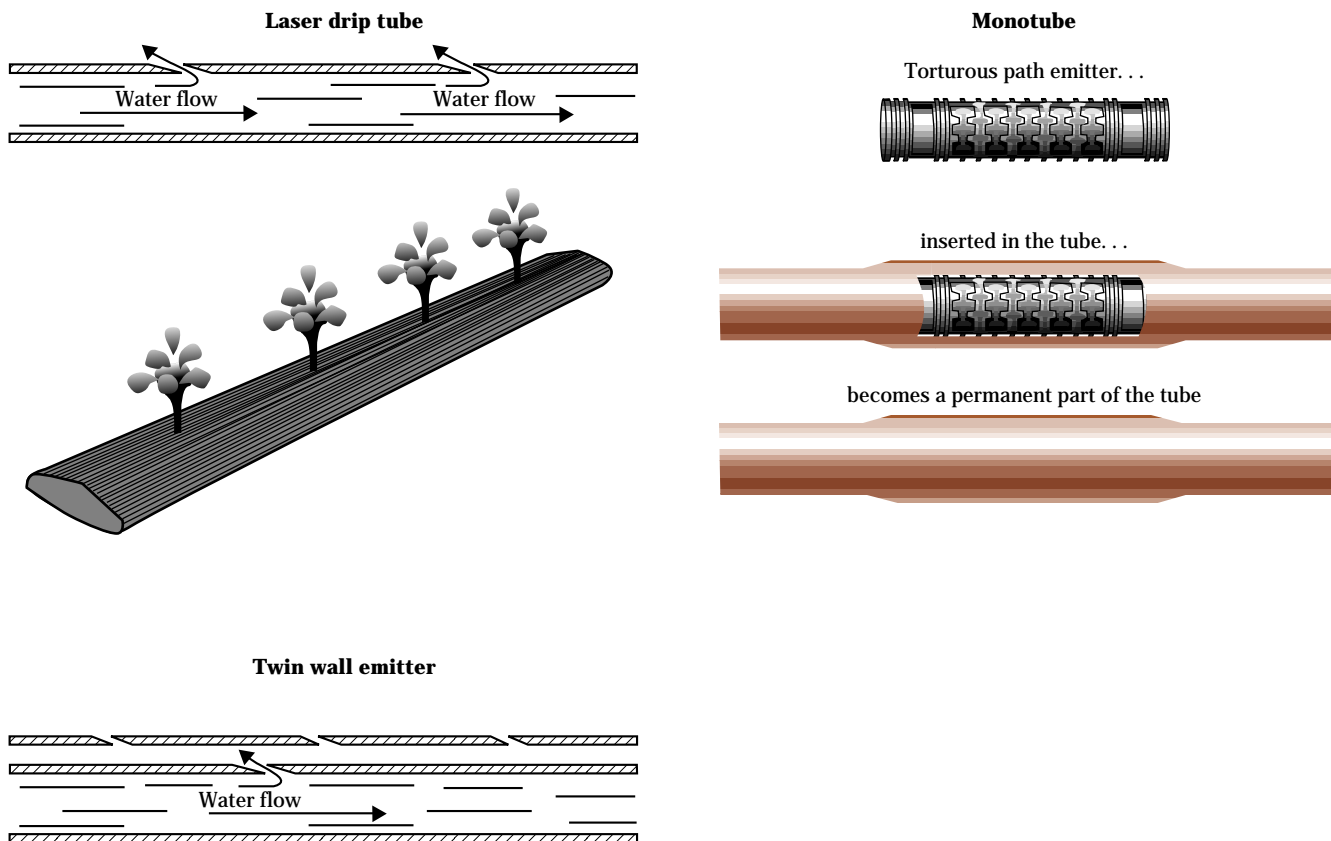 Laser drip tube
Water flow
Water flow
Monotube
Torturous path emitter. . .
inserted in the tube. . .
becomes a permanent part of the tube
Twin wall emitter
Water flow